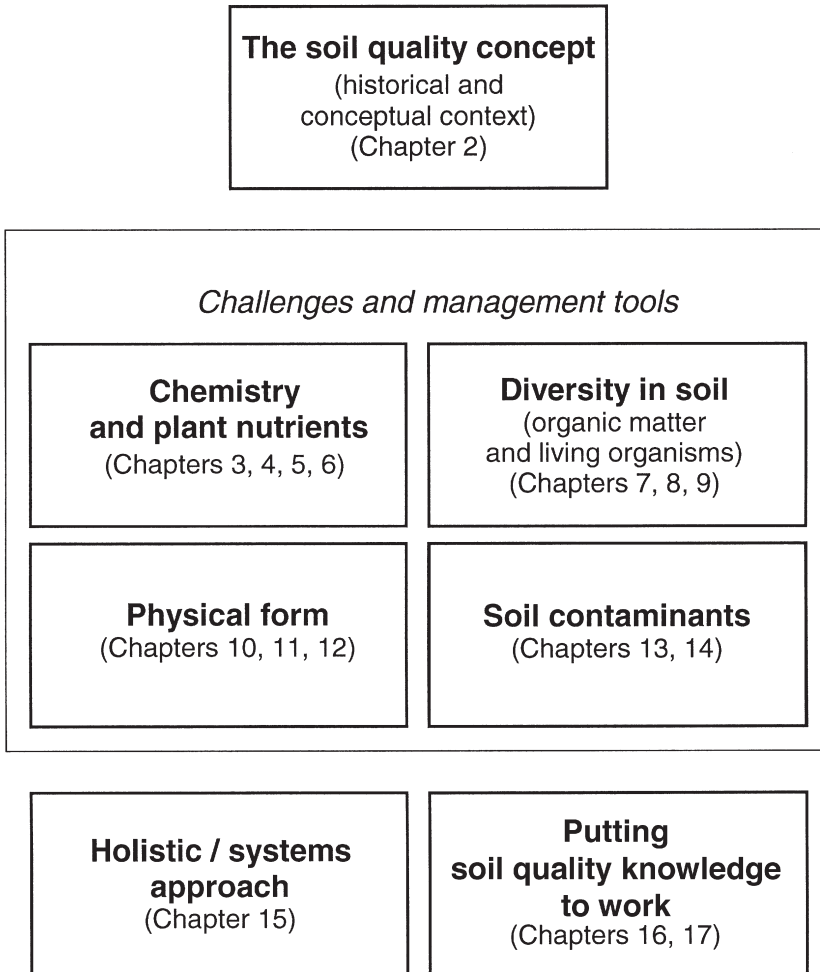 The soil quality concept
(historical and
conceptual context)
(Chapter 2)
Challenges and management tools
Chemistry
and plant nutrients
(Chapters 3, 4, 5, 6)
Diversity in soil
(organic matter
and living organisms)
(Chapters 7, 8, 9)
Physical form
(Chapters 10, 11, 12)
Soil contaminants
(Chapters 13, 14)
Holistic / systems
approach
(Chapter 15)
Putting
soil quality knowledge
to work
(Chapters 16, 17)